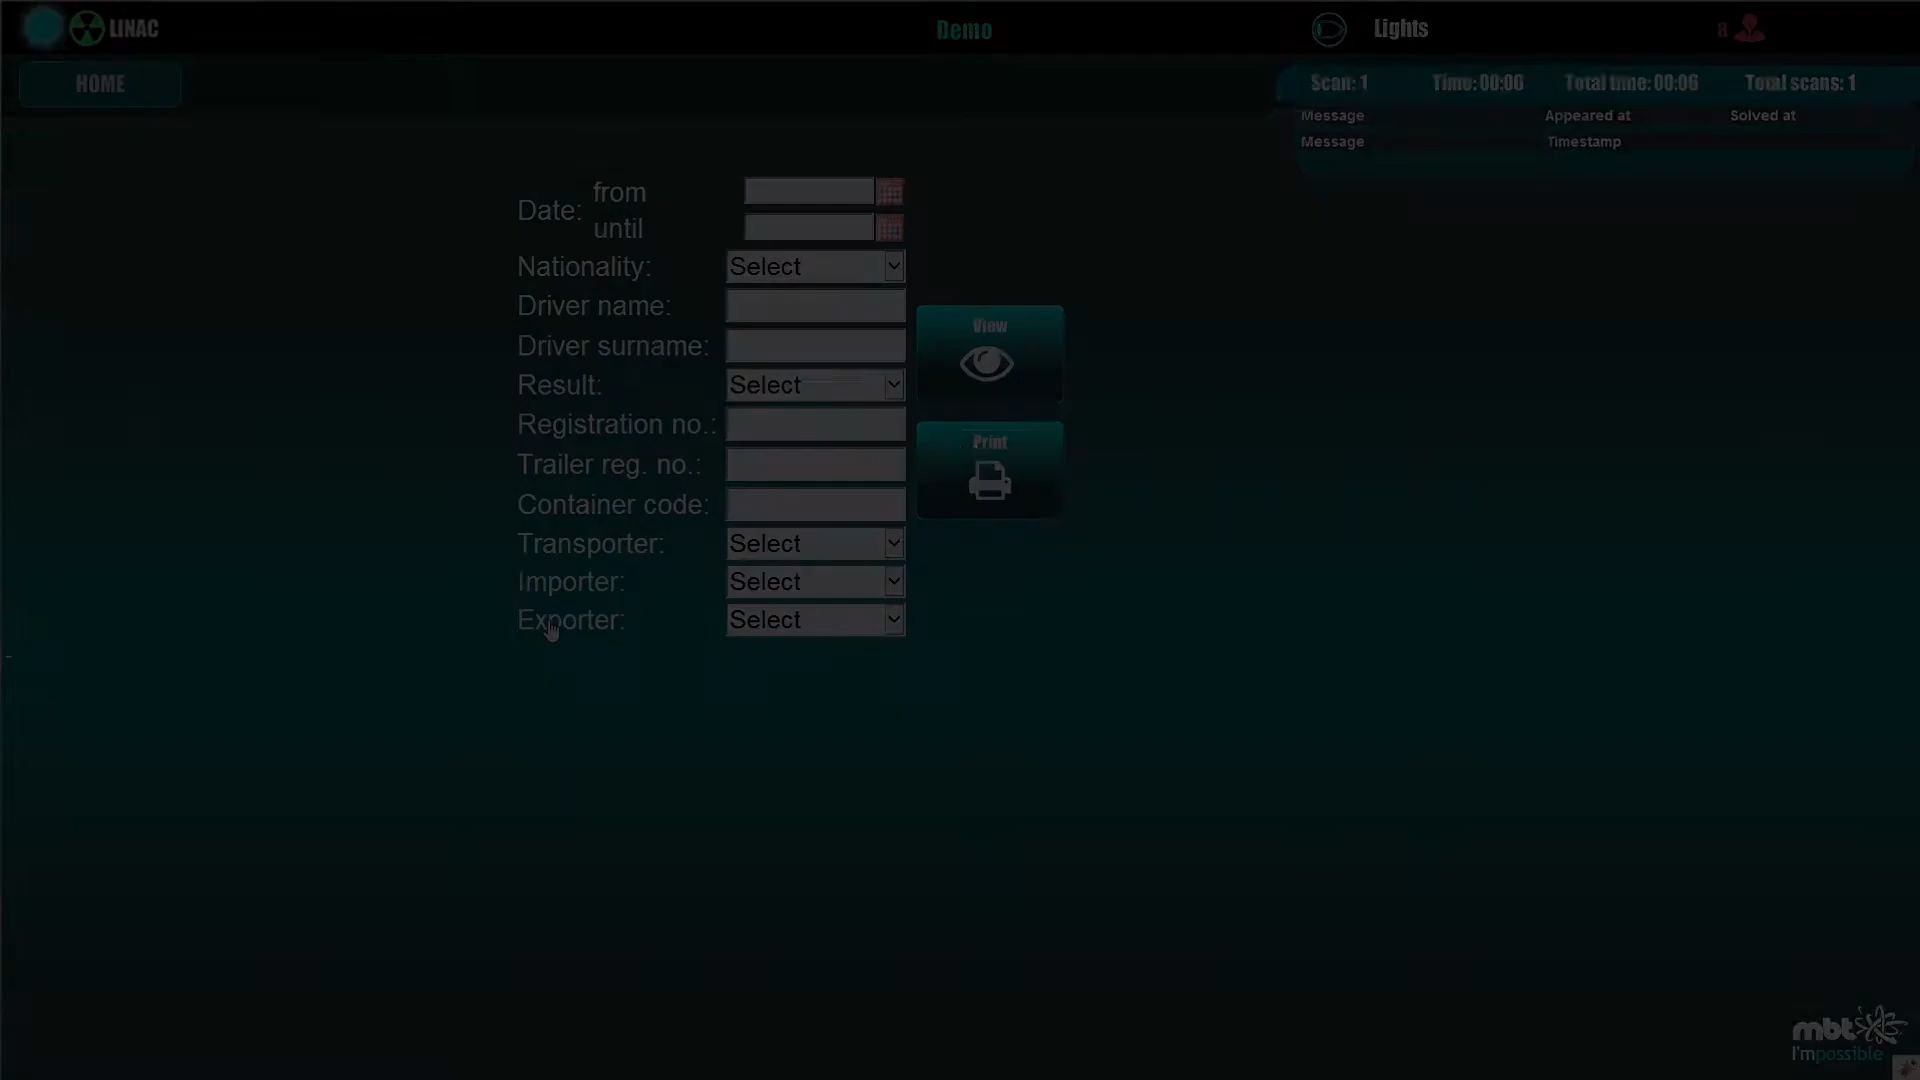 LINAC
Demo
Lights
a
HOME
Scan: 1 Time: 00:06 Total time: 00:06 Total scans: 1
Message Appeared at Solved at
Message Timestamp
Date: from
until
Nationality: Select
Driver name:
Driver surname:
Result: Select
Registration no.:
Trailer reg. no.:
Container code:
Transporter: Select
Importer: Select
Exporter: Select
View
Print
mbt
I'mpossible